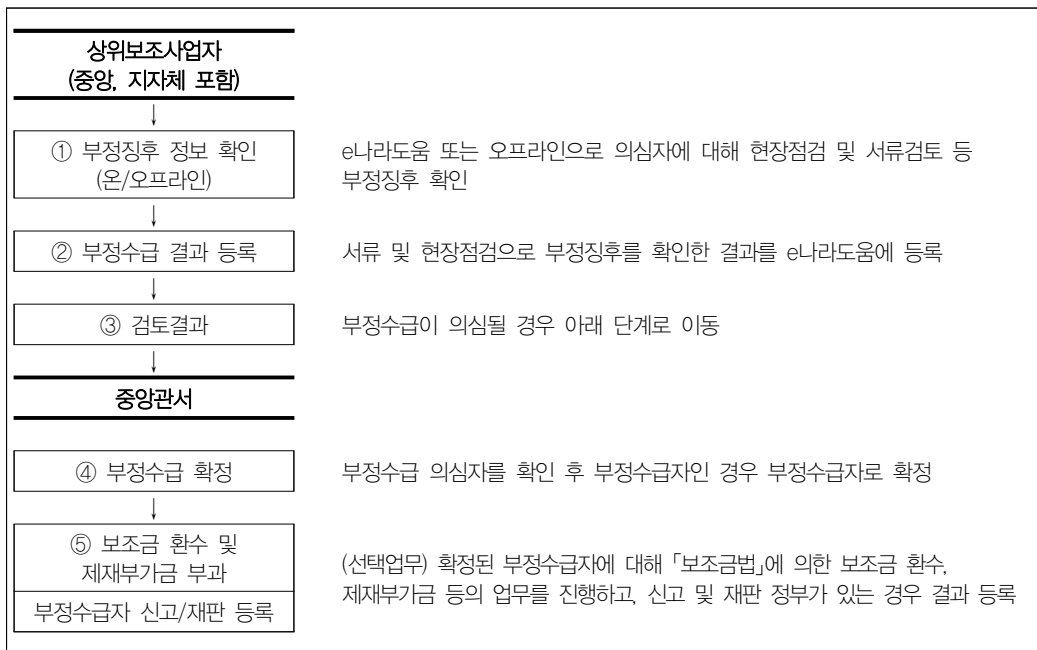 상위보조사업자
(중앙, 지자체 포함)
↓
① 부정징후 정보 확인
(온/오프라인)
e나라도움 또는 오프라인으로 의심자에 대해 현장점검 및 서류검토 등
부정징후 확인
↓
② 부정수급 결과 등록
서류 및 현장점검으로 부정징후를 확인한 결과를 e나라도움에 등록
↓
③ 검토결과
부정수급이 의심될 경우 아래 단계로 이동
↓
중앙관서
④ 부정수급 확정
부정수급 의심자를 확인 후 부정수급자인 경우 부정수급자로 확정
↓
⑤ 보조금 환수 및
제재부가금 부과
부정수급자 신고/재판 등록
(선택업무) 확정된 부정수급자에 대해 「보조금법」에 의한 보조금 환수,
제재부가금 등의 업무를 진행하고, 신고 및 재판 정부가 있는 경우 결과 등록